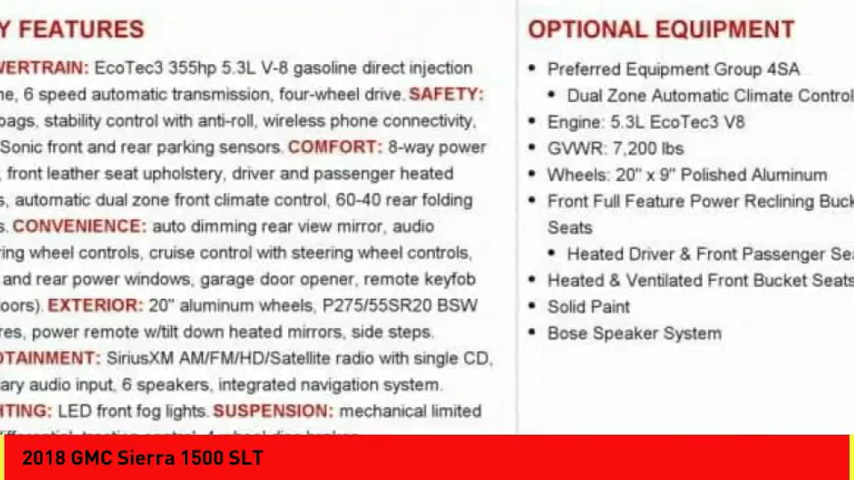 Y FEATURES
WERTRAIN: EcoTec3 355hp 5.3L V-8 gasoline direct injection
ne, 6 speed automatic transmission, four-wheel drive. SAFETY:
bags, stability control with anti-roll, wireless phone connectivity,
Sonic front and rear parking sensors. COMFORT: 8-way power
, front leather seat upholstery, driver and passenger heated
s, automatic dual zone front climate control, 60-40 rear folding
s. CONVENIENCE: auto dimming rear view mirror, audio
ring wheel controls, cruise control with steering wheel controls,
and rear power windows, garage door opener, remote keyfob
oors). EXTERIOR: 20" aluminum wheels, P275/55SR20 BSW
res, power remote w/tilt down heated mirrors, side steps.
OTAINMENT: SiriusXM AM/FM/HD/Satellite radio with single CD,
ary audio input, 6 speakers, integrated navigation system.
HTING: LED front fog lights. SUSPENSION: mechanical limited
OPTIONAL EQUIPMENT
• Preferred Equipment Group 4SA
• Dual Zone Automatic Climate Control
• Engine: 5.3L EcoTec3 V8
• GVWR: 7,200 lbs
• Wheels: 20" x 9" Polished Aluminum
• Front Full Feature Power Reclining Buck
Seats
• Heated Driver & Front Passenger Sea
• Heated & Ventilated Front Bucket Seats
• Solid Paint
• Bose Speaker System
2018 GMC Sierra 1500 SLT